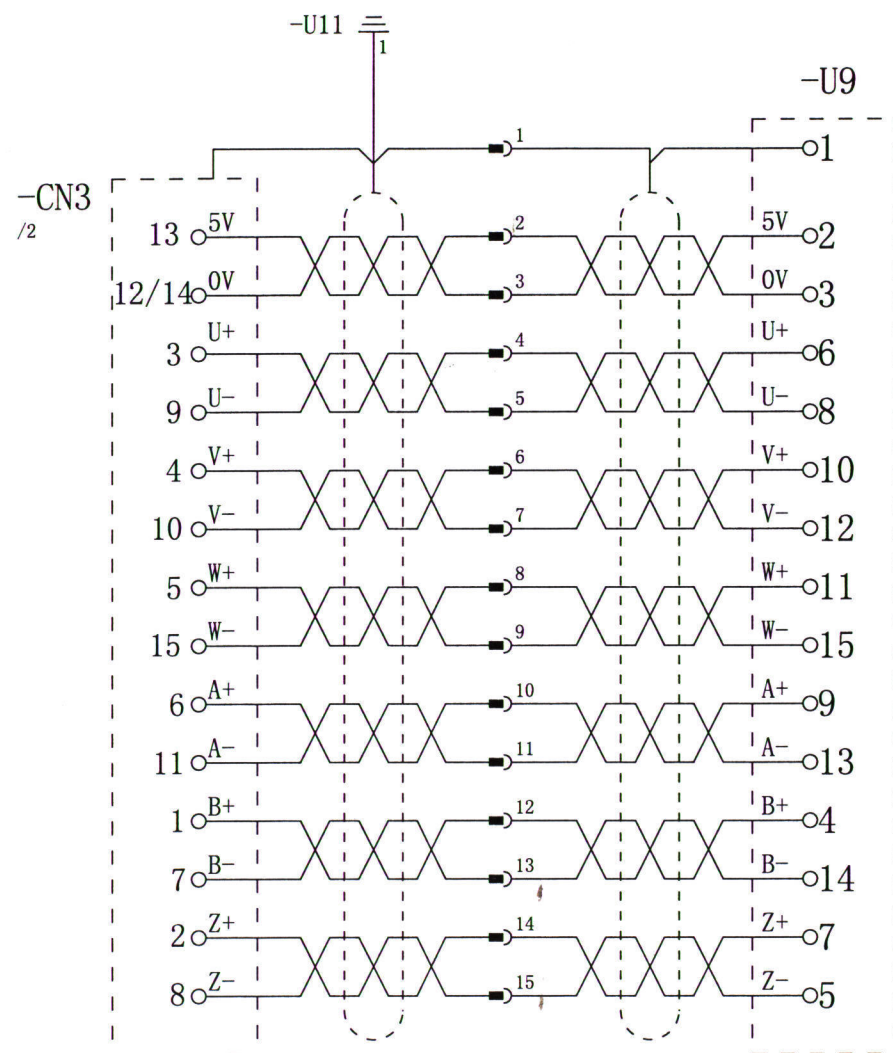 -U11
1
-U9
1
1
-CN3
/2
13 5V 2 5V 2
12/14 0V 3 0V 3
3 U+ 4 U+ 6
9 U- 5 U- 8
4 V+ 6 V+ 10
10 V- 7 V- 12
5 W+ 8 W+ 11
15 W- 9 W- 15
6 A+ 10 A+ 9
11 A- 11 A- 13
1 B+ 12 B+ 4
7 B- 13 B- 14
2 Z+ 14 Z+ 7
8 Z- 15 Z- 5